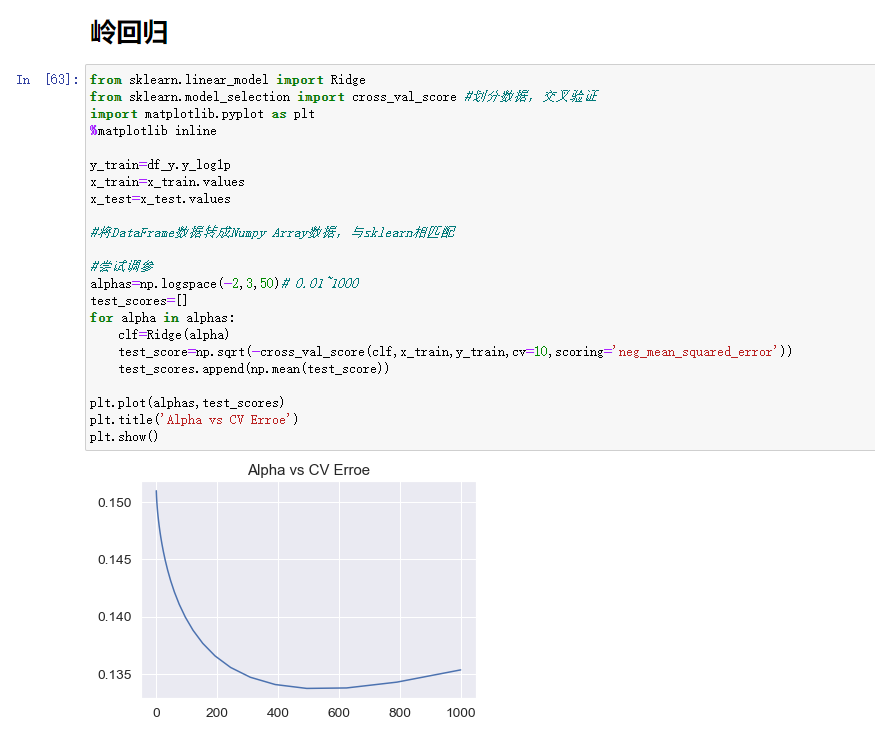 岭回归
In [63]: from sklearn.linear_model import Ridge
from sklearn.model_selection import cross_val_score #划分数据，交叉验证
import matplotlib.pyplot as plt
%matplotlib inline
y_train=df_y.y_log1p
x_train=x_train.values
x_test=x_test.values
#将DataFrame数据转成Numpy Array数据，与sklearn相匹配
#尝试调参
alphas=np.logspace(-2,3,50)# 0.01~1000
test_scores=[]
for alpha in alphas:
    clf=Ridge(alpha)
    test_score=np.sqrt(-cross_val_score(clf,x_train,y_train,cv=10,scoring='neg_mean_squared_error'))
    test_scores.append(np.mean(test_score))
plt.plot(alphas,test_scores)
plt.title('Alpha vs CV Erroe')
plt.show()
Alpha vs CV Erroe
0.150
0.145
0.140
0.135
0 200 400 600 800 1000